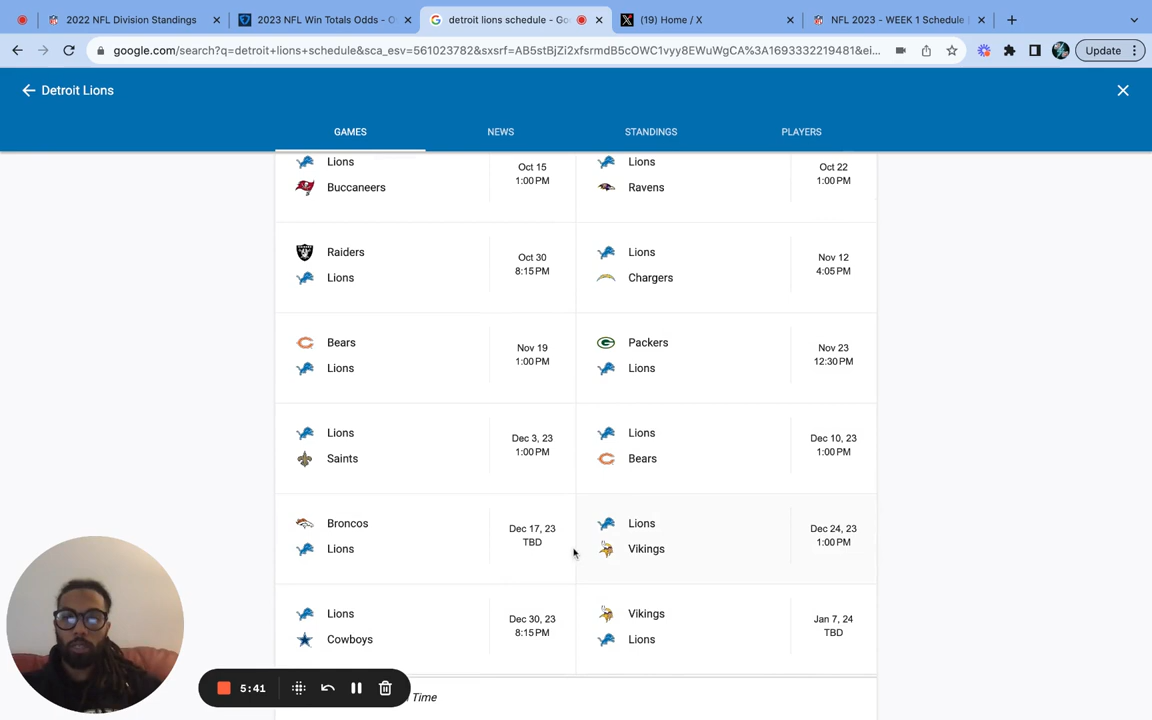 2022 NFL Division Standings
2023 NFL Win Totals Odds - O
detroit lions schedule - Go
(19) Home / X
NFL 2023 - WEEK 1 Schedule
google.com/search?q=detroit+lions+schedule&sca_esv=561023782&sxsrf=AB5stBjZi2xfsrmdB5cOWC1vyy8EWuWgCA%3A1693332219481&ei...
Update
Detroit Lions
GAMES
NEWS
STANDINGS
PLAYERS
Lions
Buccaneers
Oct 15
1:00 PM
Lions
Ravens
Oct 22
1:00 PM
Raiders
Lions
Oct 30
8:15 PM
Lions
Chargers
Nov 12
4:05 PM
Bears
Lions
Nov 19
1:00 PM
Packers
Lions
Nov 23
12:30 PM
Lions
Saints
Dec 3, 23
1:00 PM
Lions
Bears
Dec 10, 23
1:00 PM
Broncos
Lions
Dec 17, 23
TBD
Lions
Vikings
Dec 24, 23
1:00 PM
Lions
Cowboys
Dec 30, 23
8:15 PM
Vikings
Lions
Jan 7, 24
TBD
5:41
Time